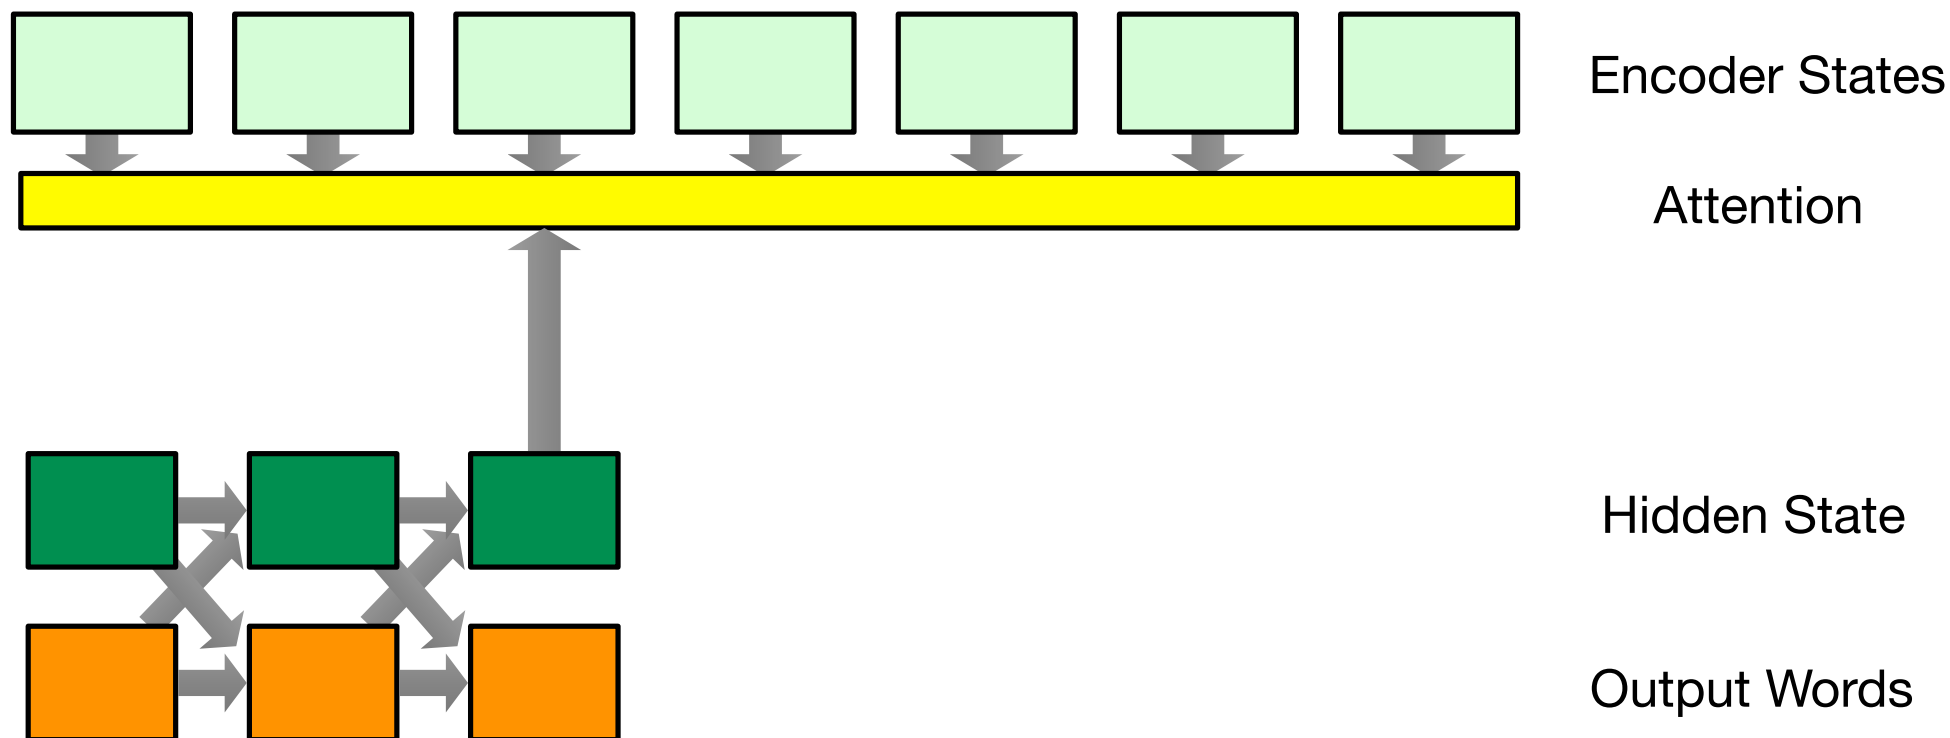 Encoder States
Attention
Hidden State
Output Words